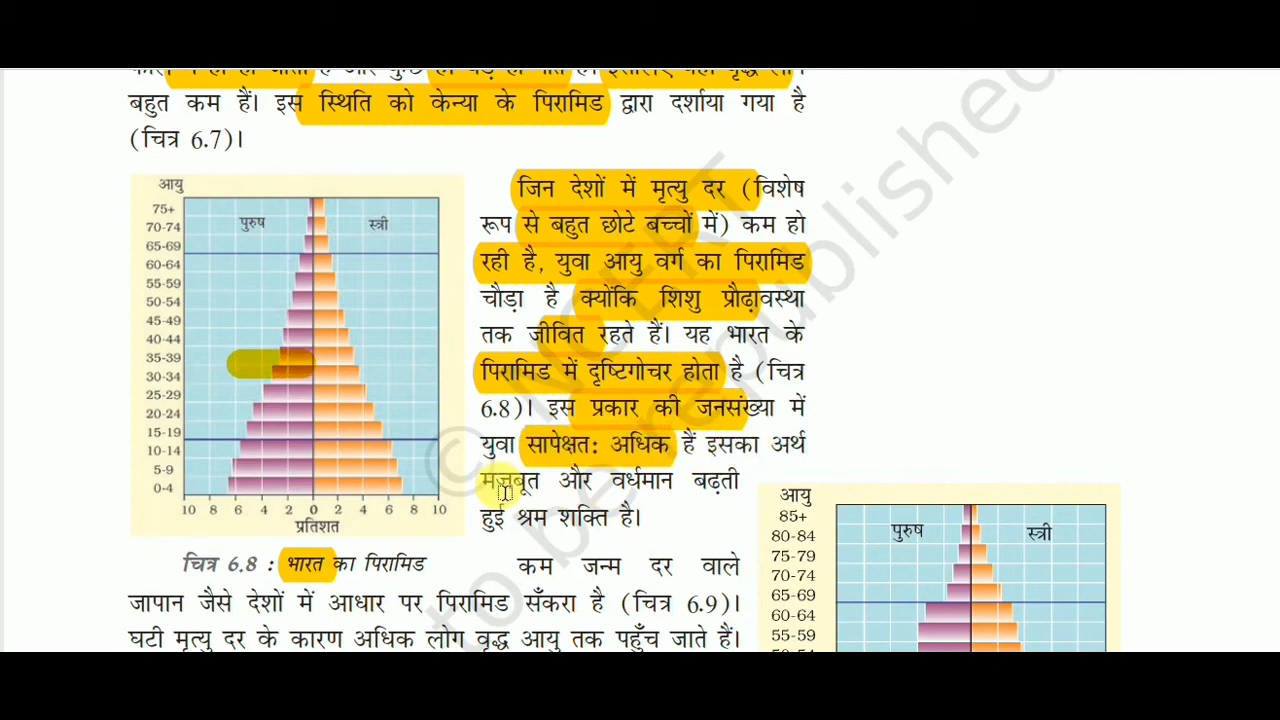 बहुत कम हैं। इस स्थिति को केन्या के पिरामिड द्वारा दर्शाया गया है
(चित्र 6.7)।
आयु
75+
70-74
65-69
60-64
55-59
50-54
45-49
40-44
35-39
30-34
25-29
20-24
15-19
10-14
5-9
0-4
पुरुष
स्त्री
10 8 6 4 2 0 2 4 6 8 10
प्रतिशत
चित्र 6.8 : भारत का पिरामिड
जिन देशों में मृत्यु दर (विशेष
रूप से बहुत छोटे बच्चों में) कम हो
रही है, युवा आयु वर्ग का पिरामिड
चौड़ा है क्योंकि शिशु प्रौढ़ावस्था
तक जीवित रहते हैं। यह भारत के
पिरामिड में दृष्टिगोचर होता है (चित्र
6.8)। इस प्रकार की जनसंख्या में
युवा सापेक्षत: अधिक हैं इसका अर्थ
मज़बूत और वर्धमान बढ़ती
हुई श्रम शक्ति है।
कम जन्म दर वाले
जापान जैसे देशों में आधार पर पिरामिड सँकरा है (चित्र 6.9)।
घटी मृत्यु दर के कारण अधिक लोग वृद्ध आयु तक पहुँच जाते हैं।
आयु
85+
80-84
75-79
70-74
65-69
60-64
55-59
पुरुष
स्त्री
© NCERT
to be republished